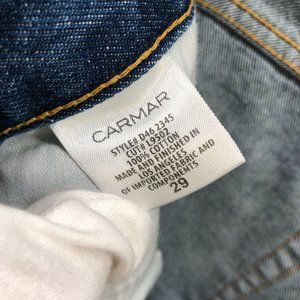 CARMAR
STYLE# D46 2345
CUT# 19502
100% COTTON
MADE AND FINISHED IN
LOS ANGELES
OF IMPORTED FABRIC AND
COMPONENTS
29